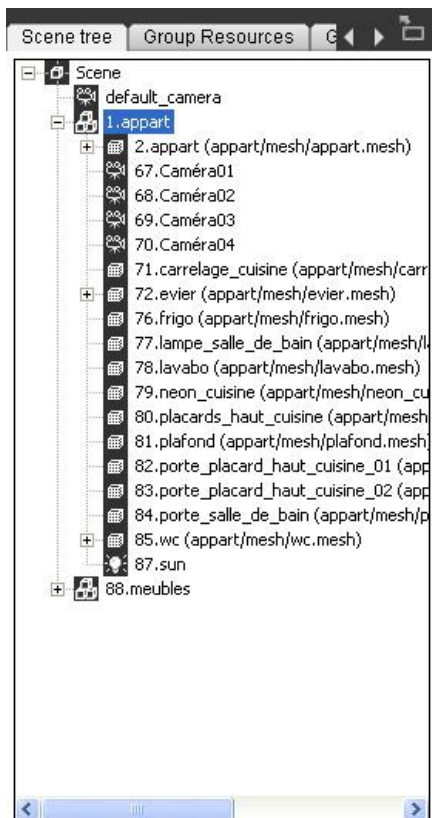 Scene tree Group Resources G
Scene
default_camera
1.appart
2.appart (appart/mesh/appart.mesh)
67.Caméra01
68.Caméra02
69.Caméra03
70.Caméra04
71.carrelage_cuisine (appart/mesh/carr
72.evier (appart/mesh/evier.mesh)
76.frigo (appart/mesh/frigo.mesh)
77.lampe_salle_de_bain (appart/mesh/l
78.lavabo (appart/mesh/lavabo.mesh)
79.neon_cuisine (appart/mesh/neon_cu
80.placards_haut_cuisine (appart/mesh
81.plafond (appart/mesh/plafond.mesh)
82.porte_placard_haut_cuisine_01 (app
83.porte_placard_haut_cuisine_02 (app
84.porte_salle_de_bain (appart/mesh/p
85.wc (appart/mesh/wc.mesh)
87.sun
88.meubles